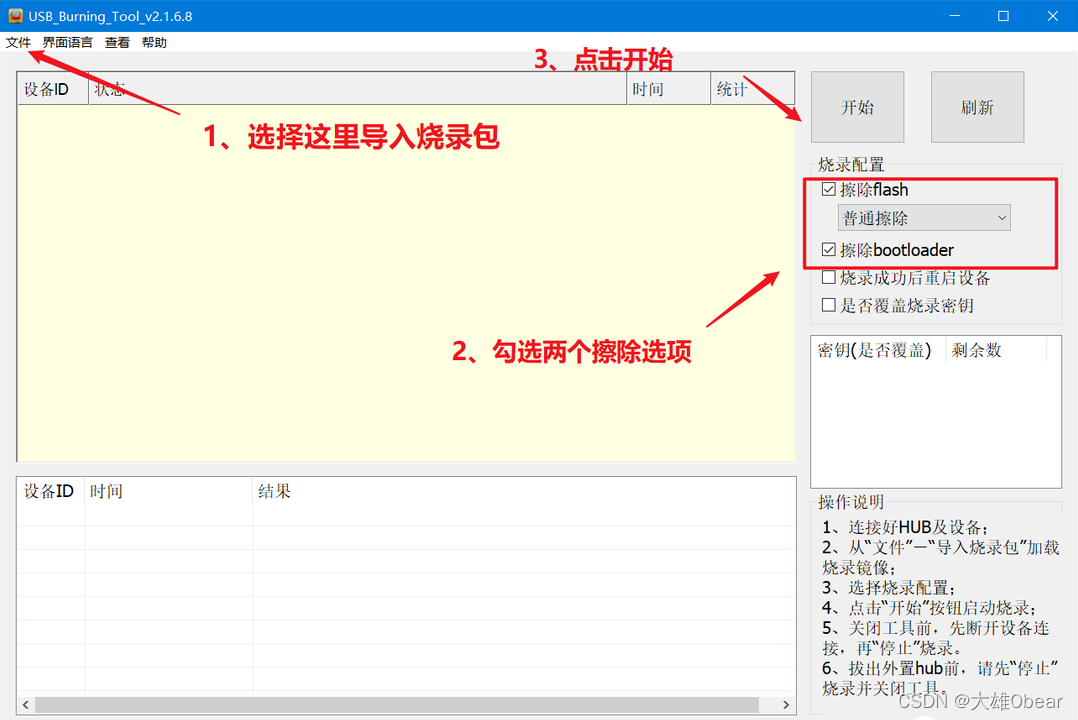 USB_Burning_Tool_v2.1.6.8
文件 界面语言 查看 帮助
3、点击开始
设备ID 状态 时间 统计
1、选择这里导入烧录包
开始 刷新
烧录配置
擦除flash
普通擦除
擦除bootloader
烧录成功后重启设备
是否覆盖烧录密钥
2、勾选两个擦除选项
密钥(是否覆盖) 剩余数
设备ID 时间 结果
操作说明
1、连接好HUB及设备;
2、从“文件”—“导入烧录包”加载
烧录镜像;
3、选择烧录配置;
4、点击“开始”按钮启动烧录;
5、关闭工具前，先断开设备连
接，再“停止”烧录。
6、拔出外置hub前，请先“停止”
烧录并关闭工具。
CSDN @大雄Obear